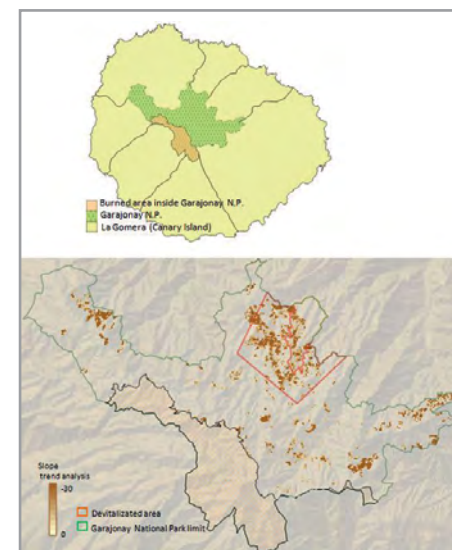 Burned area inside Garajonay N.P.
Garajonay N.P.
La Gomera (Canary Island)
Slope
trend analysis
-30
0
Devitalizated area
Garajonay National Park limit